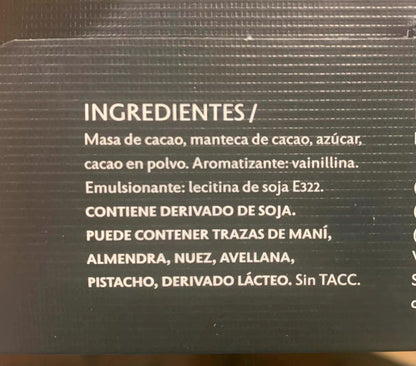 INGREDIENTES /
Masa de cacao, manteca de cacao, azúcar,
cacao en polvo. Aromatizante: vainillina.
Emulsionante: lecitina de soja E322.
CONTIENE DERIVADO DE SOJA.
PUEDE CONTENER TRAZAS DE MANÍ,
ALMENDRA, NUEZ, AVELLANA,
PISTACHO, DERIVADO LÁCTEO. Sin TACC.